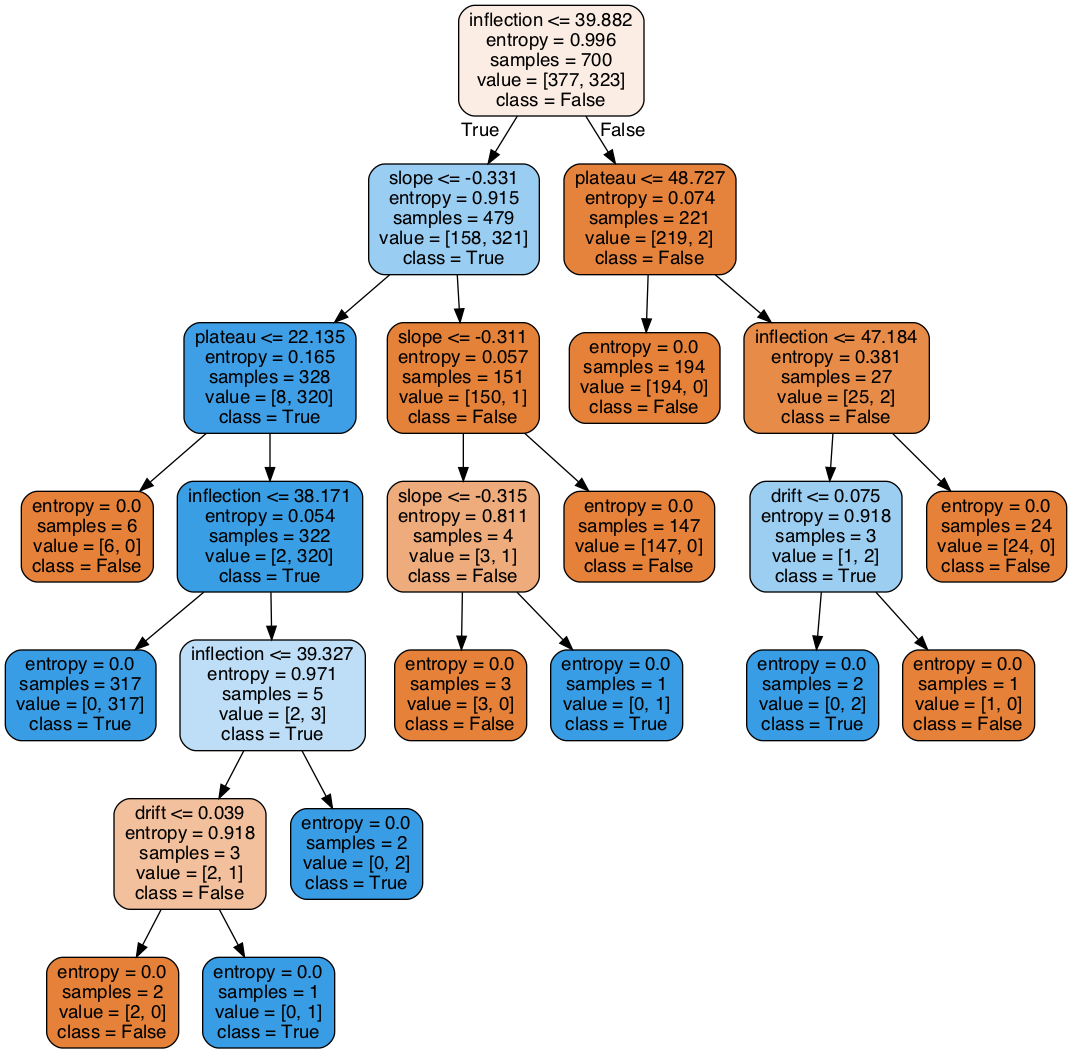 inflection <= 39.882
entropy = 0.996
samples = 700
value = [377, 323]
class = False
True
False
slope <= -0.331
entropy = 0.915
samples = 479
value = [158, 321]
class = True
plateau <= 48.727
entropy = 0.074
samples = 221
value = [219, 2]
class = False
plateau <= 22.135
entropy = 0.165
samples = 328
value = [8, 320]
class = True
slope <= -0.311
entropy = 0.057
samples = 151
value = [150, 1]
class = False
entropy = 0.0
samples = 194
value = [194, 0]
class = False
inflection <= 47.184
entropy = 0.381
samples = 27
value = [25, 2]
class = False
entropy = 0.0
samples = 6
value = [6, 0]
class = False
inflection <= 38.171
entropy = 0.054
samples = 322
value = [2, 320]
class = True
slope <= -0.315
entropy = 0.811
samples = 4
value = [3, 1]
class = False
entropy = 0.0
samples = 147
value = [147, 0]
class = False
drift <= 0.075
entropy = 0.918
samples = 3
value = [1, 2]
class = True
entropy = 0.0
samples = 24
value = [24, 0]
class = False
entropy = 0.0
samples = 317
value = [0, 317]
class = True
inflection <= 39.327
entropy = 0.971
samples = 5
value = [2, 3]
class = True
entropy = 0.0
samples = 3
value = [3, 0]
class = False
entropy = 0.0
samples = 1
value = [0, 1]
class = True
entropy = 0.0
samples = 2
value = [0, 2]
class = True
entropy = 0.0
samples = 1
value = [1, 0]
class = False
drift <= 0.039
entropy = 0.918
samples = 3
value = [2, 1]
class = False
entropy = 0.0
samples = 2
value = [0, 2]
class = True
entropy = 0.0
samples = 2
value = [2, 0]
class = False
entropy = 0.0
samples = 1
value = [0, 1]
class = True